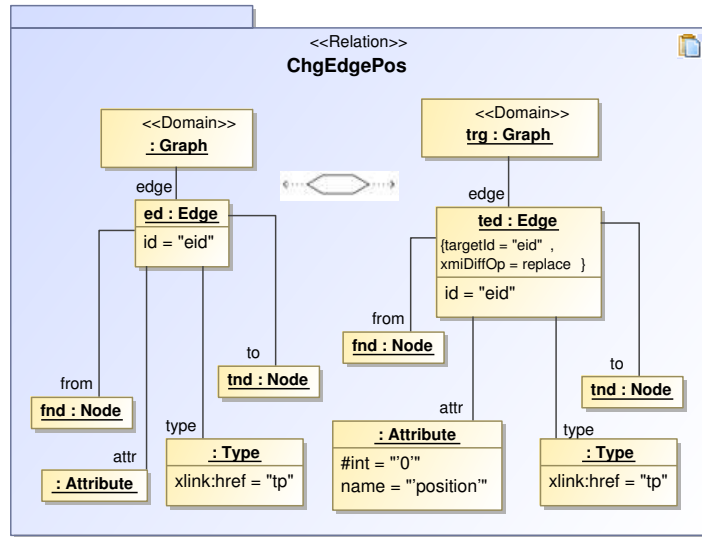 <<Relation>>
ChgEdgePos
<<Domain>>
: Graph
edge
ed : Edge
id = "eid"
from
fnd : Node
to
tnd : Node
attr
: Attribute
type
: Type
xlink:href = "tp"
<<Domain>>
trg : Graph
edge
ted : Edge
{targetId = "eid" ,
xmiDiffOp = replace }
id = "eid"
from
fnd : Node
to
tnd : Node
attr
: Attribute
#int = "'0'"
name = "'position'"
type
: Type
xlink:href = "tp"